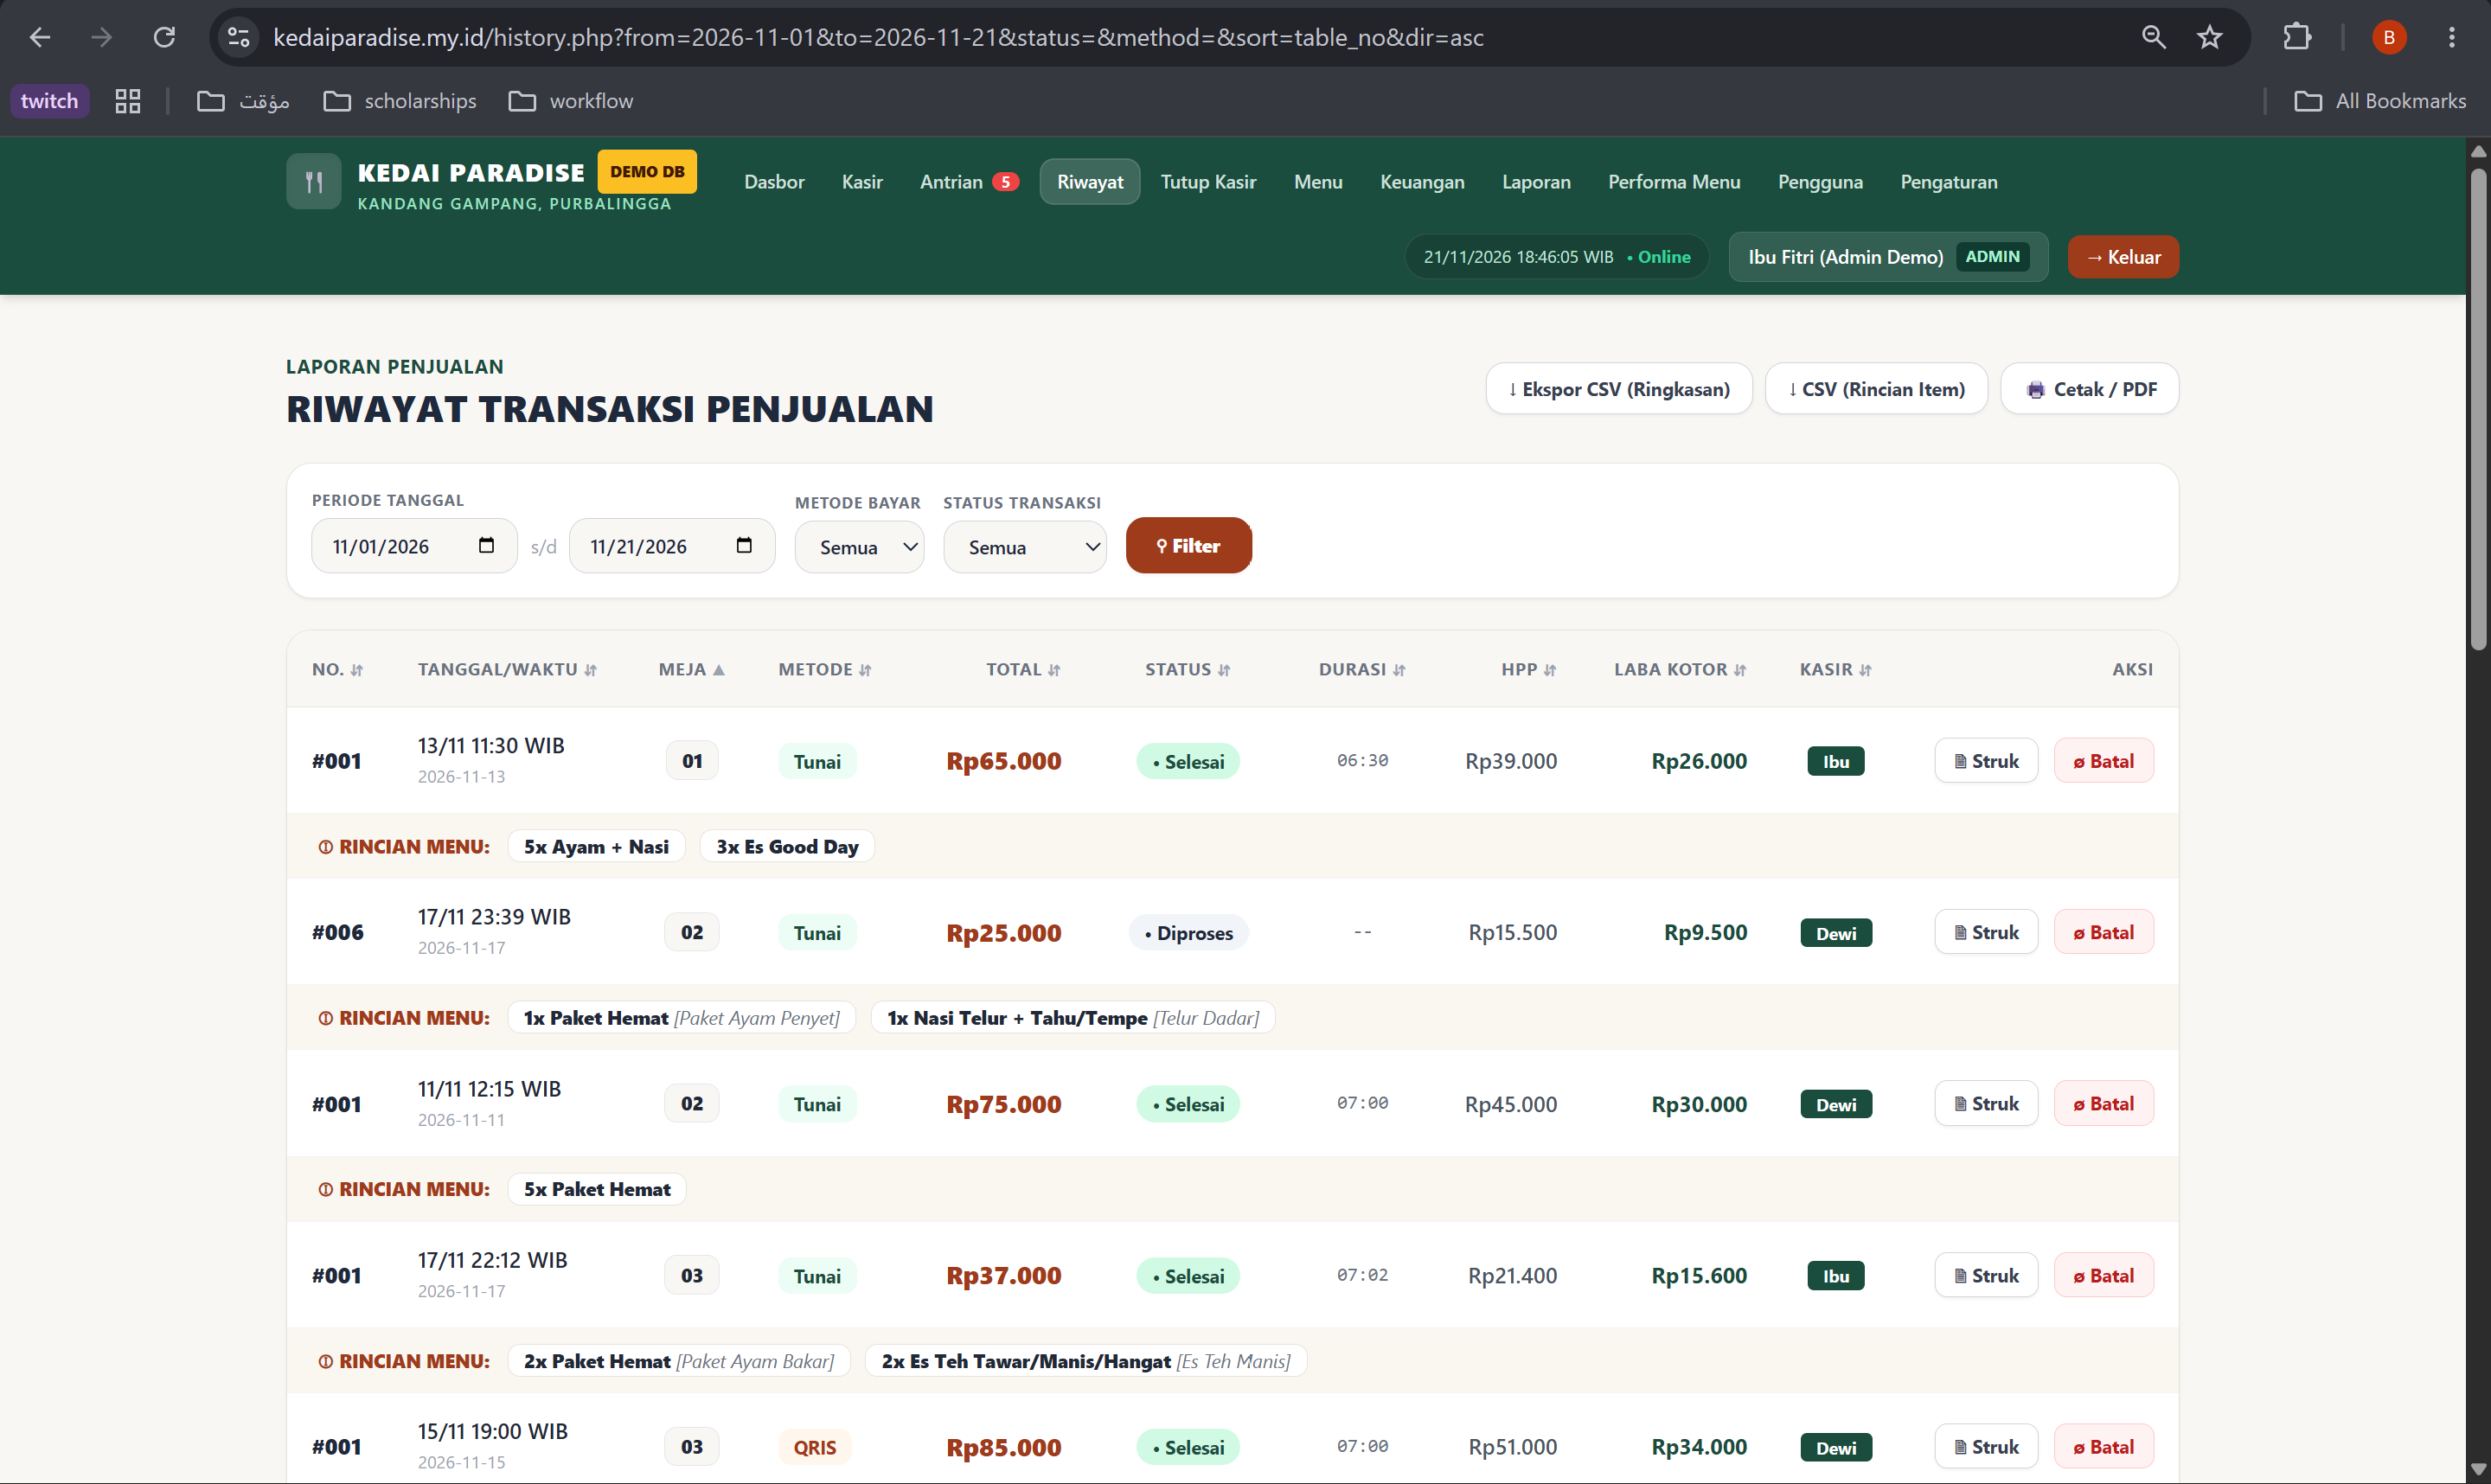 kedaiparadise.my.id/history.php?from=2026-11-01&to=2026-11-21&status=&method=&sort=table_no&dir=asc
B
twitch مؤقت scholarships workflow All Bookmarks
KEDAI PARADISE DEMO DB
KANDANG GAMPANG, PURBALINGGA
Dasbor Kasir Antrian 5 Riwayat Tutup Kasir Menu Keuangan Laporan Performa Menu Pengguna Pengaturan
21/11/2026 18:46:05 WIB • Online Ibu Fitri (Admin Demo) ADMIN → Keluar
LAPORAN PENJUALAN
RIWAYAT TRANSAKSI PENJUALAN
↓ Ekspor CSV (Ringkasan) ↓ CSV (Rincian Item) Cetak / PDF
PERIODE TANGGAL METODE BAYAR STATUS TRANSAKSI
11/01/2026 s/d 11/21/2026 Semua Semua Filter
NO. TANGGAL/WAKTU MEJA ▲ METODE TOTAL STATUS DURASI HPP LABA KOTOR KASIR AKSI
#001 13/11 11:30 WIB 01 Tunai Rp65.000 • Selesai 06:30 Rp39.000 Rp26.000 Ibu Struk ø Batal
2026-11-13
RINCIAN MENU: 5x Ayam + Nasi 3x Es Good Day
#006 17/11 23:39 WIB 02 Tunai Rp25.000 • Diproses -- Rp15.500 Rp9.500 Dewi Struk ø Batal
2026-11-17
RINCIAN MENU: 1x Paket Hemat [Paket Ayam Penyet] 1x Nasi Telur + Tahu/Tempe [Telur Dadar]
#001 11/11 12:15 WIB 02 Tunai Rp75.000 • Selesai 07:00 Rp45.000 Rp30.000 Dewi Struk ø Batal
2026-11-11
RINCIAN MENU: 5x Paket Hemat
#001 17/11 22:12 WIB 03 Tunai Rp37.000 • Selesai 07:02 Rp21.400 Rp15.600 Ibu Struk ø Batal
2026-11-17
RINCIAN MENU: 2x Paket Hemat [Paket Ayam Bakar] 2x Es Teh Tawar/Manis/Hangat [Es Teh Manis]
#001 15/11 19:00 WIB 03 QRIS Rp85.000 • Selesai 07:00 Rp51.000 Rp34.000 Dewi Struk ø Batal
2026-11-15